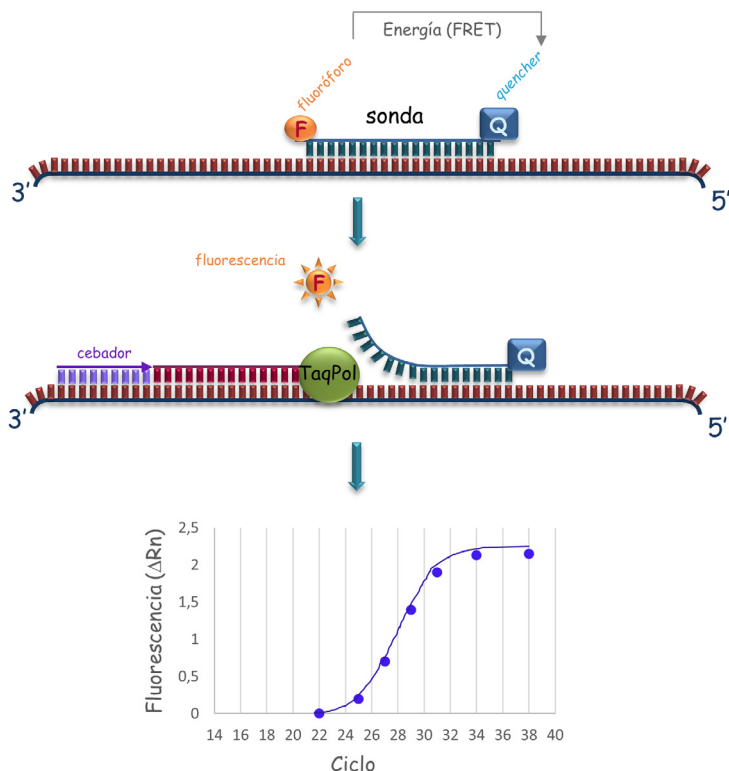 Energía (FRET)
fluoróforo
quencher
sonda
F
Q
3’
5’
fluorescencia
F
cebador
TaqPol
Q
3’
5’
Fluorescencia (ΔRn)
2,5
2
1,5
1
0,5
0
14 16 18 20 22 24 26 28 30 32 34 36 38 40
Ciclo